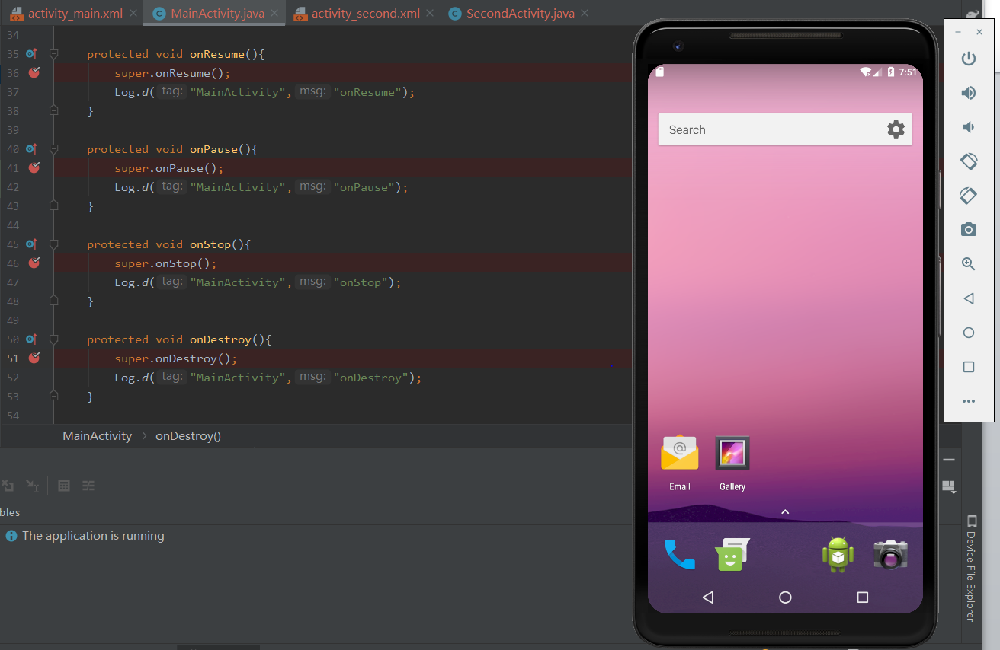 activity_main.xml MainActivity.java activity_second.xml SecondActivity.java
34
35 protected void onResume(){
36 super.onResume();
37 Log.d( tag: "MainActivity", msg: "onResume");
38 }
39
40 protected void onPause(){
41 super.onPause();
42 Log.d( tag: "MainActivity", msg: "onPause");
43 }
44
45 protected void onStop(){
46 super.onStop();
47 Log.d( tag: "MainActivity", msg: "onStop");
48 }
49
50 protected void onDestroy(){
51 super.onDestroy();
52 Log.d( tag: "MainActivity", msg: "onDestroy");
53 }
54
MainActivity › onDestroy()
bles
The application is running
7:51
Search
Email Gallery
Device File Explorer